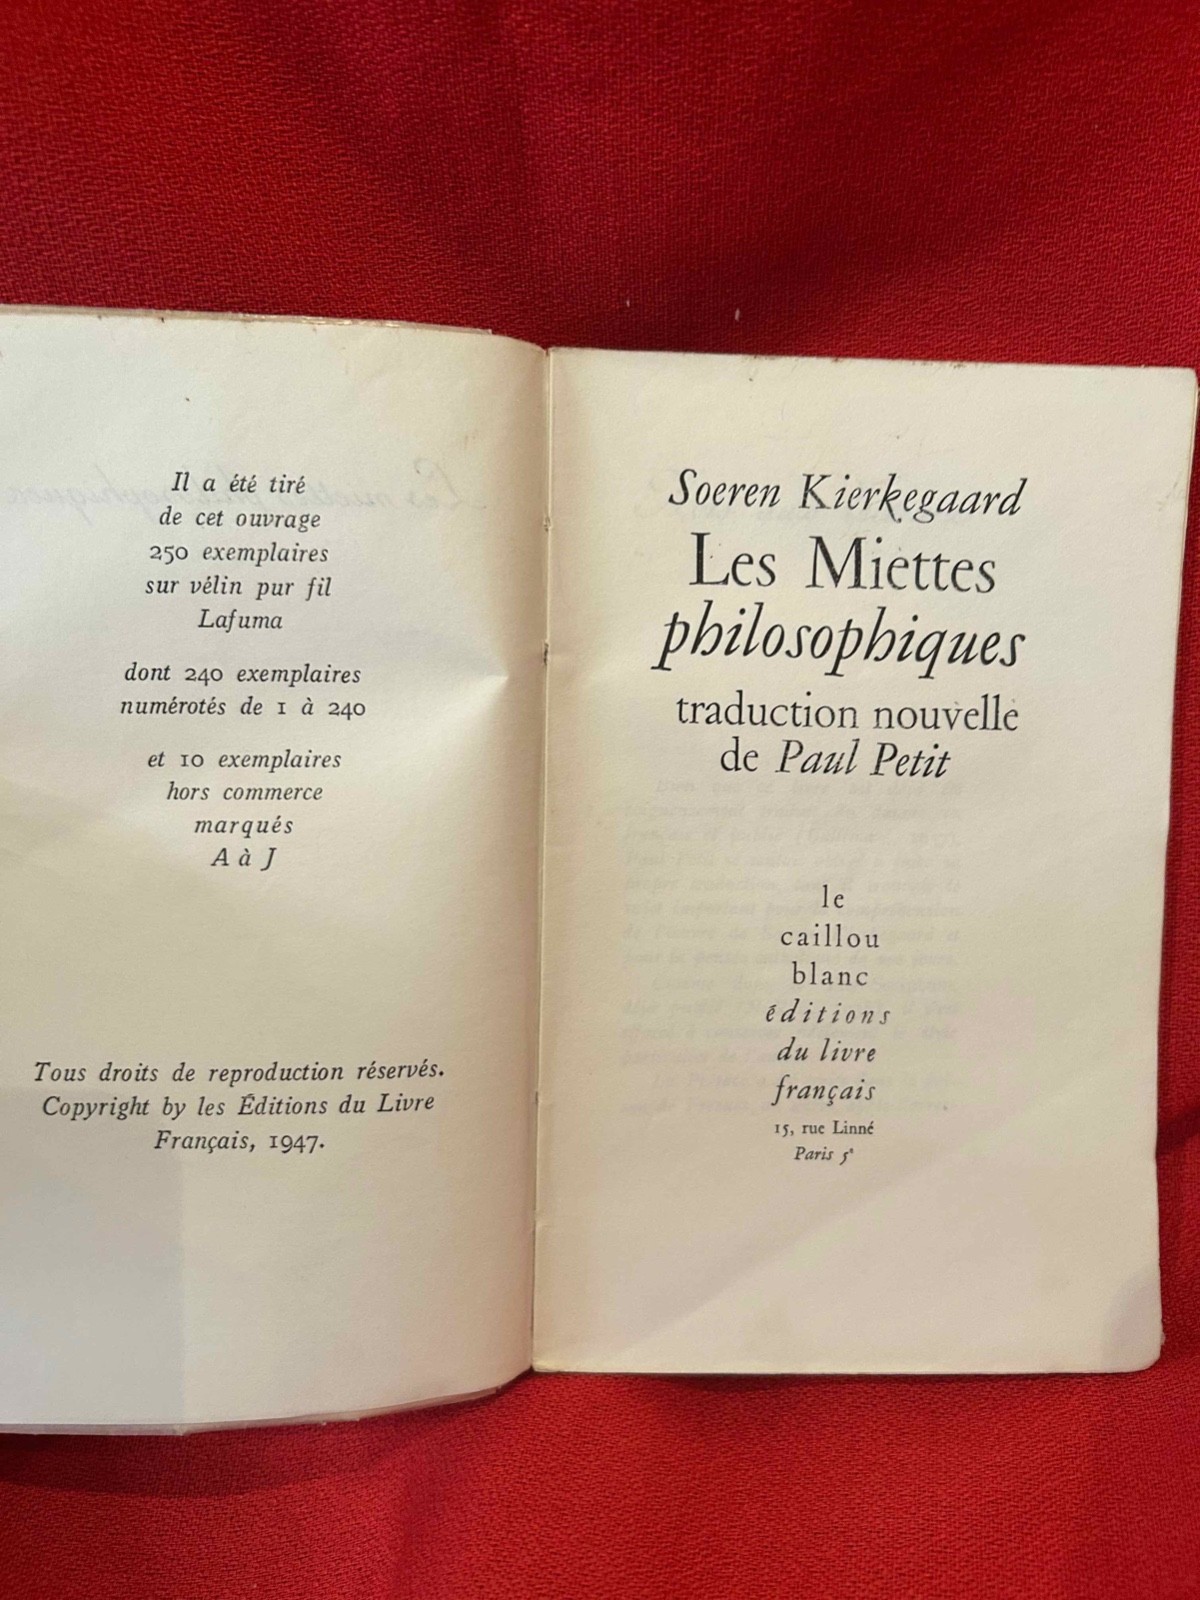 Il a été tiré
de cet ouvrage
250 exemplaires
sur vélin pur fil
Lafuma
dont 240 exemplaires
numérotés de 1 à 240
et 10 exemplaires
hors commerce
marqués
A à J
Tous droits de reproduction réservés.
Copyright by les Éditions du Livre
Français, 1947.
Soeren Kierkegaard
Les Miettes
philosophiques
traduction nouvelle
de Paul Petit
le
caillou
blanc
éditions
du livre
français
15, rue Linné
Paris 5ᵉ